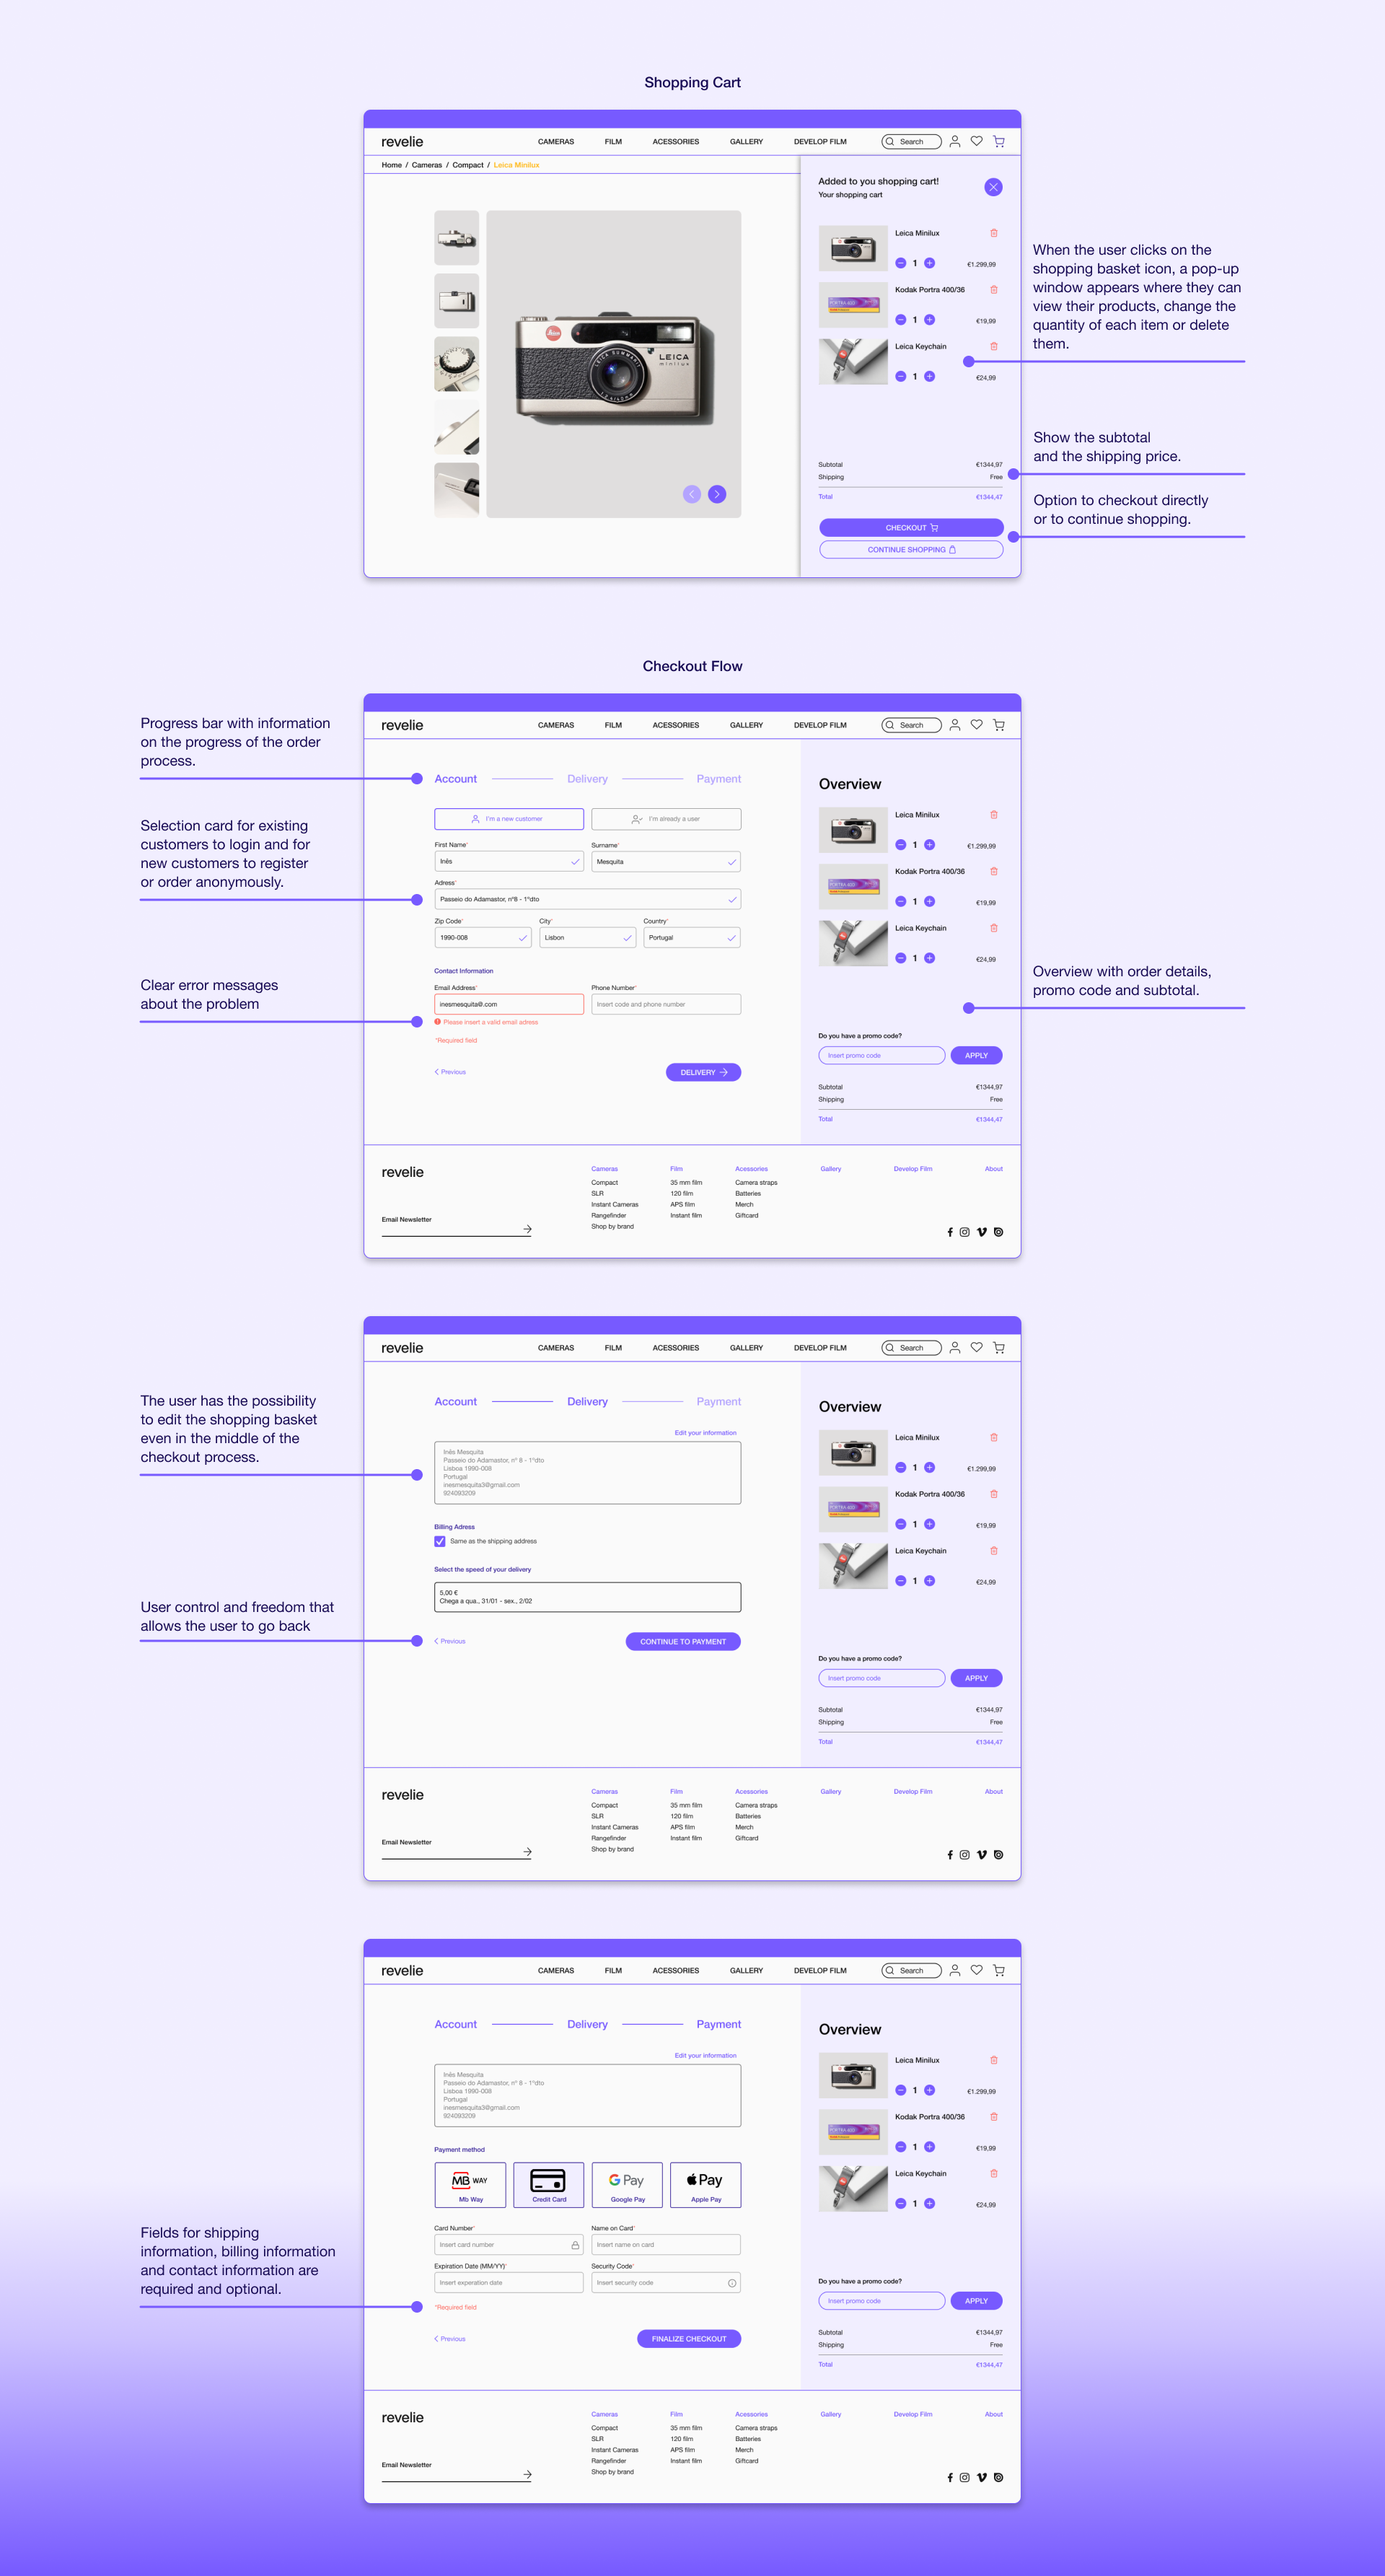 Shopping Cart
revelie
CAMERAS
FILM
ACESSORIES
GALLERY
DEVELOP FILM
Search
Home / Cameras / Compact / Leica Minilux
Added to you shopping cart!
Your shopping cart
Leica Minilux
1
€1.299,99
Kodak Portra 400/36
1
€19,99
Leica Keychain
1
€24,99
Subtotal €1344,97
Shipping Free
Total €1344,47
CHECKOUT
CONTINUE SHOPPING
LEICA
minilux
When the user clicks on the
shopping basket icon, a pop-up
window appears where they can
view their products, change the
quantity of each item or delete
them.
Show the subtotal
and the shipping price.
Option to checkout directly
or to continue shopping.
Checkout Flow
Progress bar with information
on the progress of the order
process.
Selection card for existing
customers to login and for
new customers to register
or order anonymously.
Clear error messages
about the problem
revelie
CAMERAS
FILM
ACESSORIES
GALLERY
DEVELOP FILM
Search
Account
Delivery
Payment
I'm a new customer
I'm already a user
First Name*
Surname*
Inês
Mesquita
Adress*
Passeio do Adamastor, nº8 - 1ºdto
Zip Code*
City*
Country*
1990-008
Lisbon
Portugal
Contact Information
Email Address*
Phone Number*
inesmesquita@.com
Insert code and phone number
Please insert a valid email adress
*Required field
Previous
DELIVERY
Overview
Leica Minilux
1
€1.299,99
Kodak Portra 400/36
1
€19,99
Leica Keychain
1
€24,99
Do you have a promo code?
Insert promo code
APPLY
Subtotal €1344,97
Shipping Free
Total €1344,47
Overview with order details,
promo code and subtotal.
revelie
Email Newsletter
Cameras
Compact
SLR
Instant Cameras
Rangefinder
Shop by brand
Film
35 mm film
120 film
APS film
Instant film
Acessories
Camera straps
Batteries
Merch
Giftcard
Gallery
Develop Film
About
The user has the possibility
to edit the shopping basket
even in the middle of the
checkout process.
User control and freedom that
allows the user to go back
revelie
CAMERAS
FILM
ACESSORIES
GALLERY
DEVELOP FILM
Search
Account
Delivery
Payment
Edit your information
Inês Mesquita
Passeio do Adamastor, nº 8 - 1ºdto
Lisboa 1990-008
Portugal
inesmesquita3@gmail.com
924093209
Billing Adress
Same as the shipping address
Select the speed of your delivery
5,00 €
Chega a qua., 31/01 - sex., 2/02
Previous
CONTINUE TO PAYMENT
Overview
Leica Minilux
1
€1.299,99
Kodak Portra 400/36
1
€19,99
Leica Keychain
1
€24,99
Do you have a promo code?
Insert promo code
APPLY
Subtotal €1344,97
Shipping Free
Total €1344,47
revelie
Email Newsletter
Cameras
Compact
SLR
Instant Cameras
Rangefinder
Shop by brand
Film
35 mm film
120 film
APS film
Instant film
Acessories
Camera straps
Batteries
Merch
Giftcard
Gallery
Develop Film
About
Fields for shipping
information, billing information
and contact information are
required and optional.
revelie
CAMERAS
FILM
ACESSORIES
GALLERY
DEVELOP FILM
Search
Account
Delivery
Payment
Edit your information
Inês Mesquita
Passeio do Adamastor, nº 8 - 1ºdto
Lisboa 1990-008
Portugal
inesmesquita3@gmail.com
924093209
Payment method
MB WAY
Mb Way
Credit Card
G Pay
Google Pay
Pay
Apple Pay
Card Number*
Name on Card*
Insert card number
Insert name on card
Expiration Date (MM/YY)*
Security Code*
Insert experation date
Insert security code
*Required field
Previous
FINALIZE CHECKOUT
Overview
Leica Minilux
1
€1.299,99
Kodak Portra 400/36
1
€19,99
Leica Keychain
1
€24,99
Do you have a promo code?
Insert promo code
APPLY
Subtotal €1344,97
Shipping Free
Total €1344,47
revelie
Email Newsletter
Cameras
Compact
SLR
Instant Cameras
Rangefinder
Shop by brand
Film
35 mm film
120 film
APS film
Instant film
Acessories
Camera straps
Batteries
Merch
Giftcard
Gallery
Develop Film
About